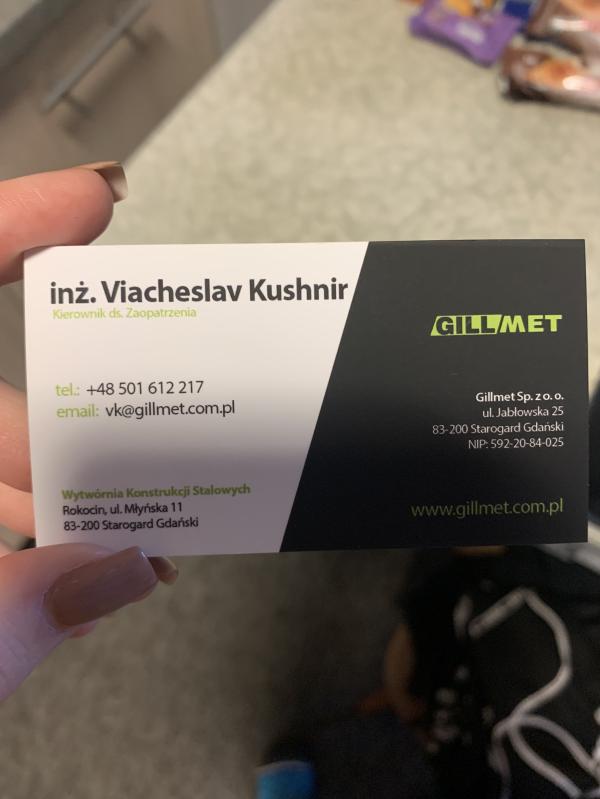 inż. Viacheslav Kushnir
Kierownik ds. Zaopatrzenia
tel.: +48 501 612 217
email: vk@gillmet.com.pl
Wytwórnia Konstrukcji Stalowych
Rokocin, ul. Młyńska 11
83-200 Starogard Gdański
GILLMET
Gillmet Sp. z o. o.
ul. Jabłowska 25
83-200 Starogard Gdański
NIP: 592-20-84-025
www.gillmet.com.pl